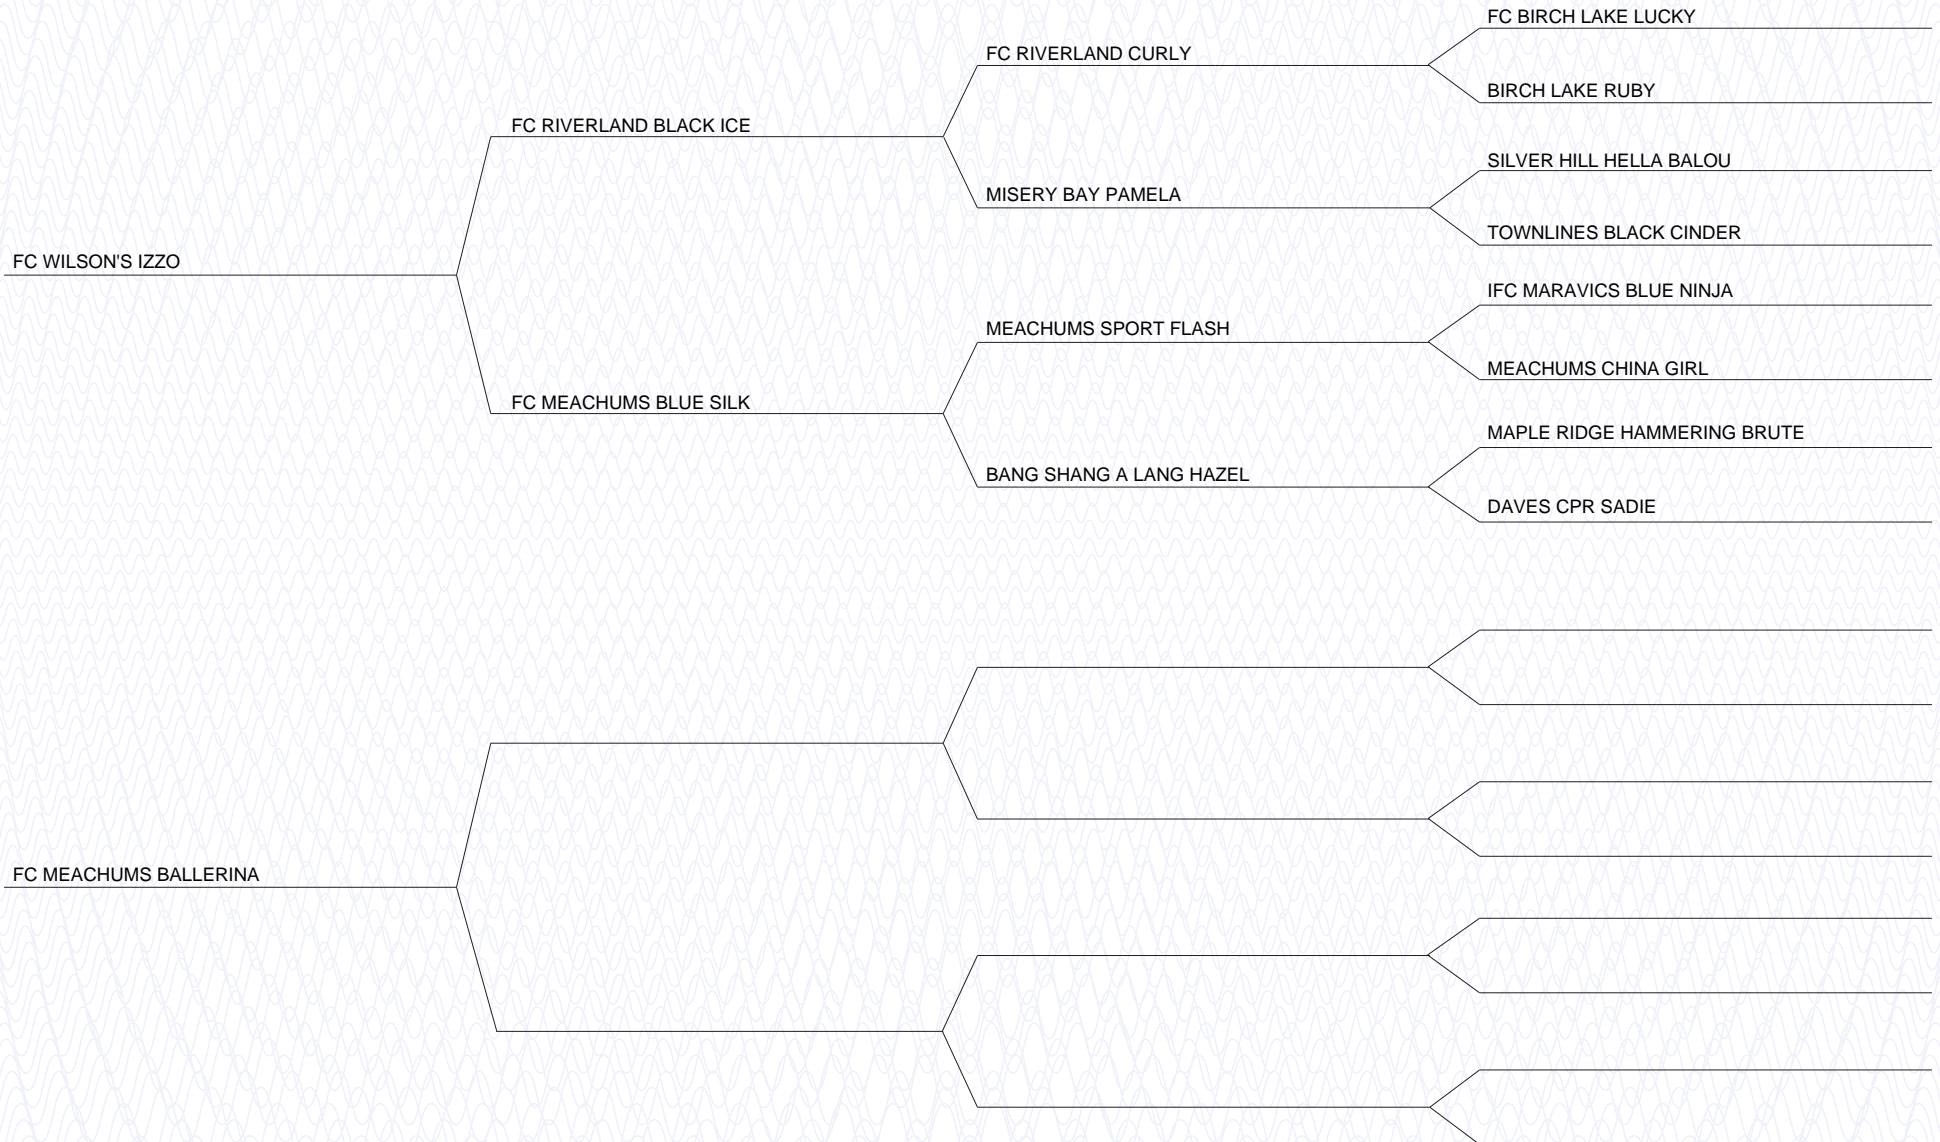 FC BIRCH LAKE LUCKY
FC RIVERLAND CURLY
BIRCH LAKE RUBY
FC RIVERLAND BLACK ICE
SILVER HILL HELLA BALOU
MISERY BAY PAMELA
TOWNLINES BLACK CINDER
FC WILSON'S IZZO
IFC MARAVICS BLUE NINJA
MEACHUMS SPORT FLASH
MEACHUMS CHINA GIRL
FC MEACHUMS BLUE SILK
MAPLE RIDGE HAMMERING BRUTE
BANG SHANG A LANG HAZEL
DAVES CPR SADIE
FC MEACHUMS BALLERINA